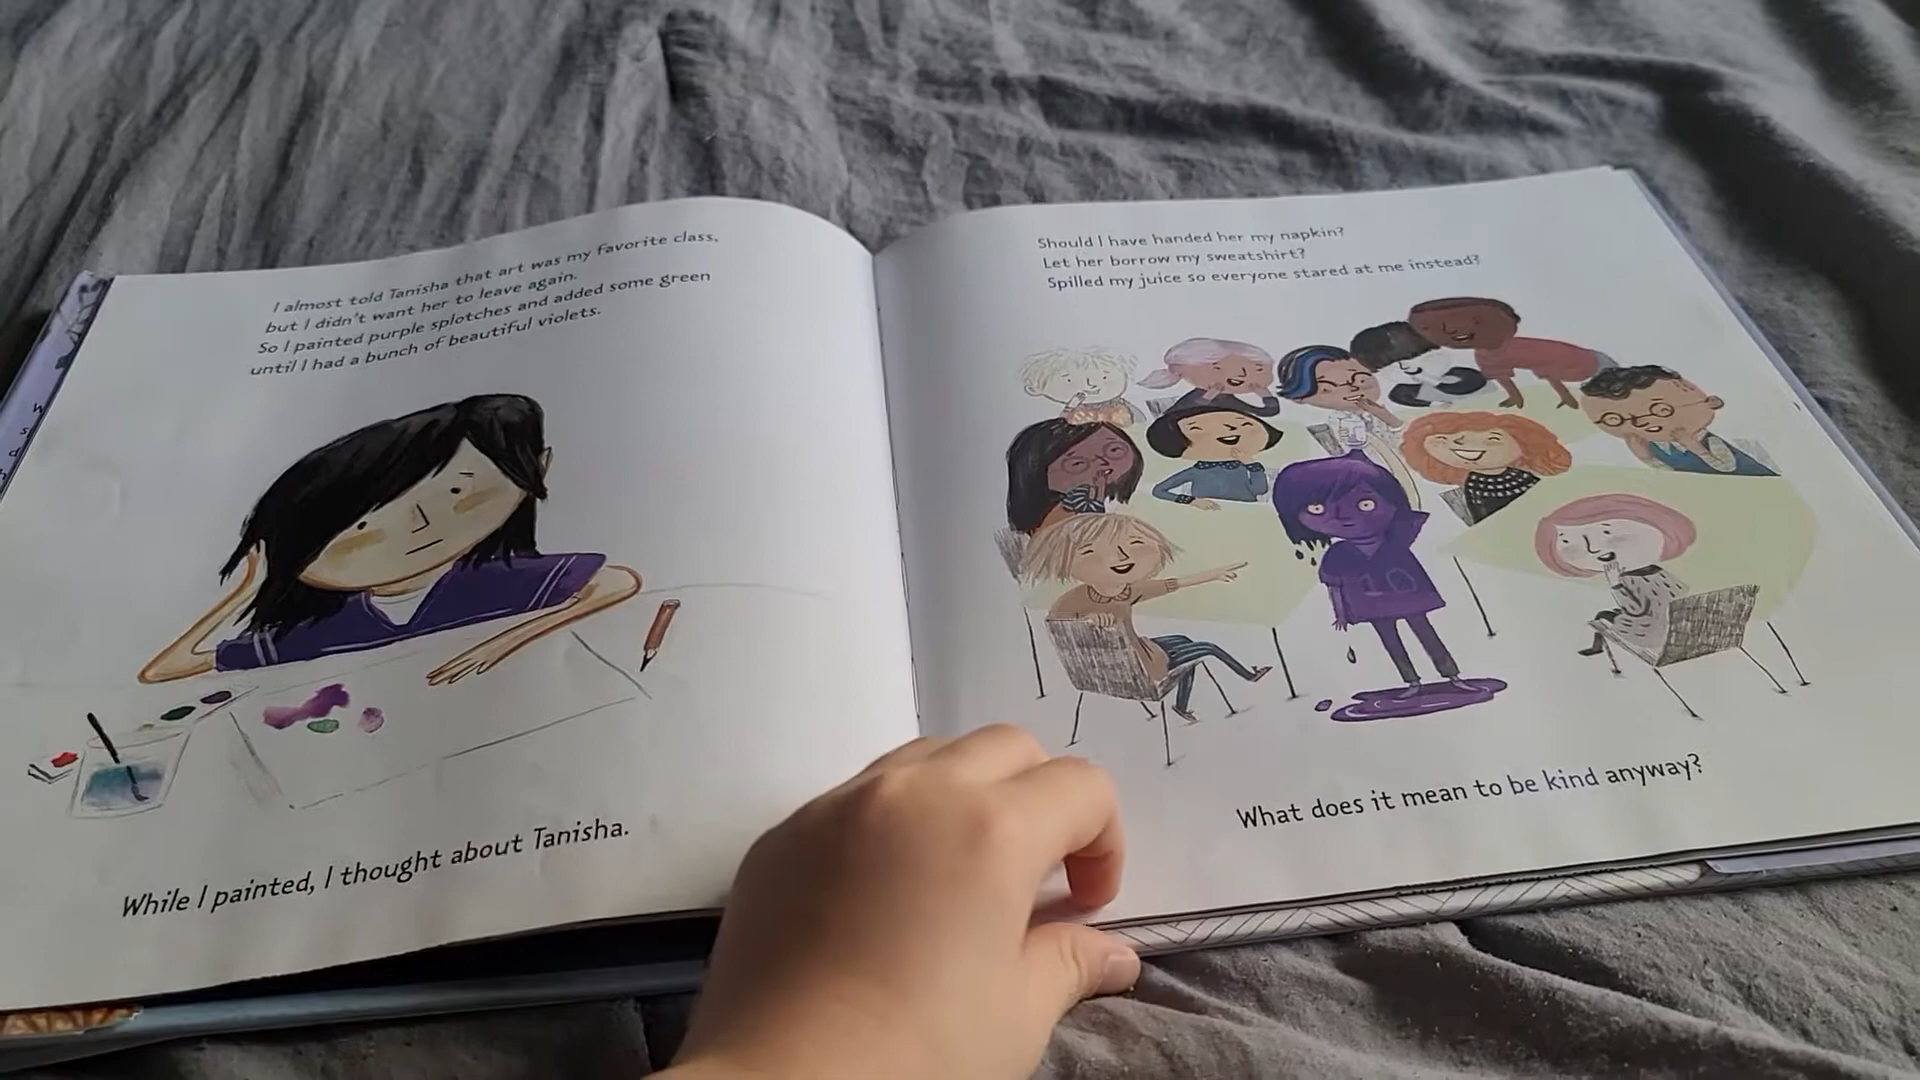 I almost told Tanisha that art was my favorite class,
but I didn't want her to leave again.
So I painted purple splotches and added some green
until I had a bunch of beautiful violets.
While I painted, I thought about Tanisha.
Should I have handed her my napkin?
Let her borrow my sweatshirt?
Spilled my juice so everyone stared at me instead?
10
What does it mean to be kind anyway?